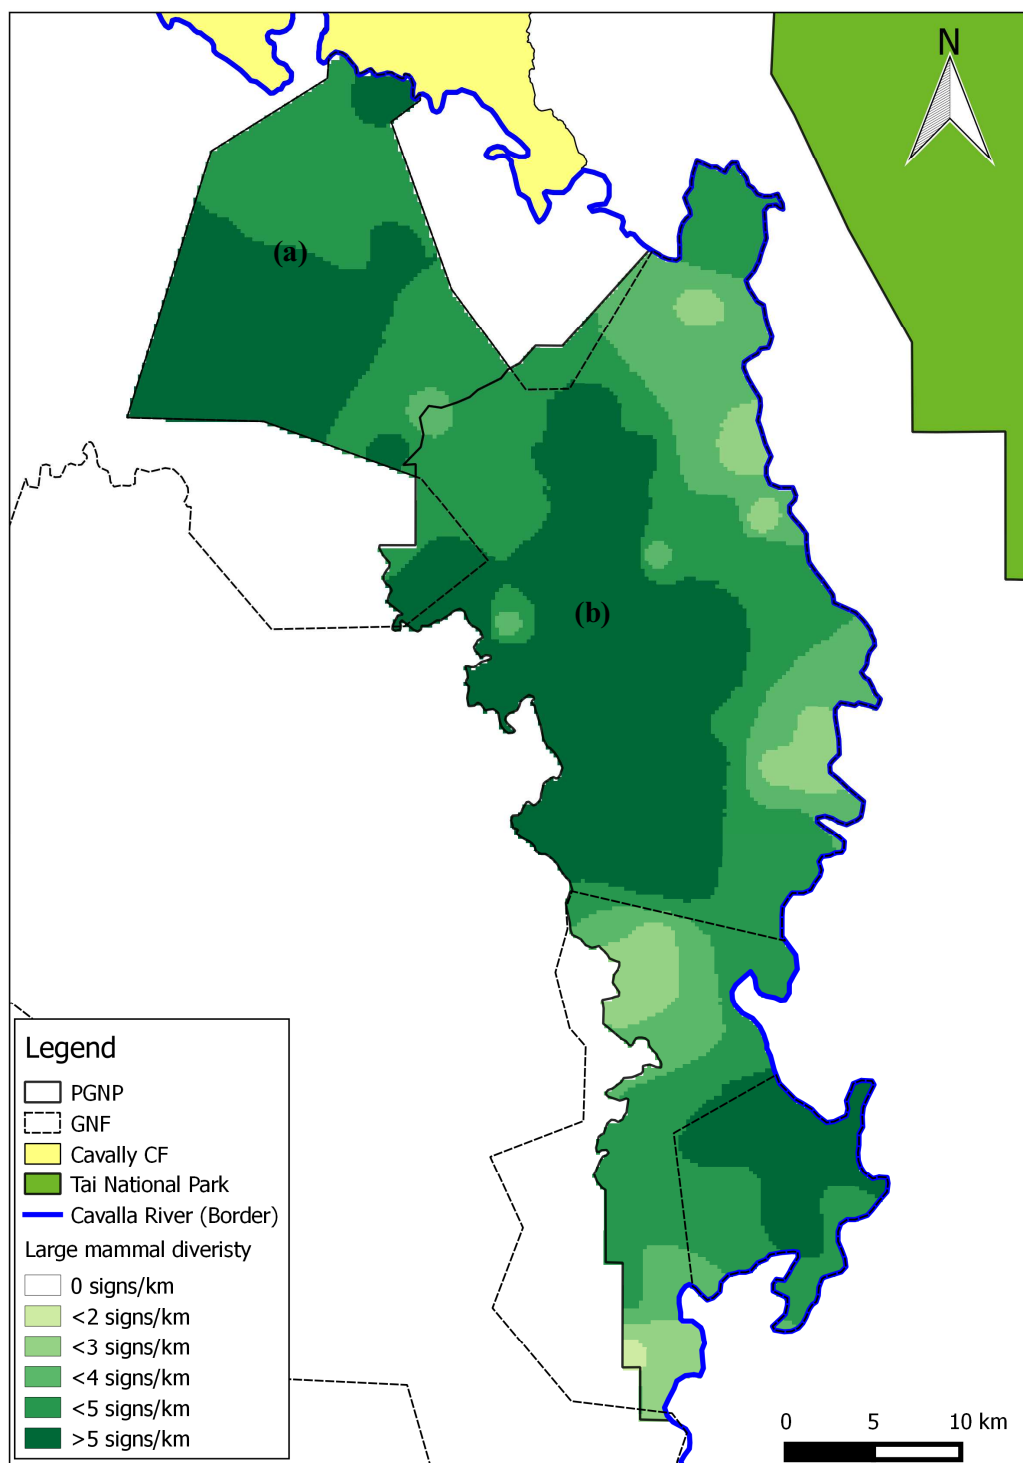 N
(a)
(b)
Legend
PGNP
GNF
Cavally CF
Tai National Park
Cavalla River (Border)
Large mammal diveristy
0 signs/km
<2 signs/km
<3 signs/km
<4 signs/km
<5 signs/km
>5 signs/km
0 5 10 km